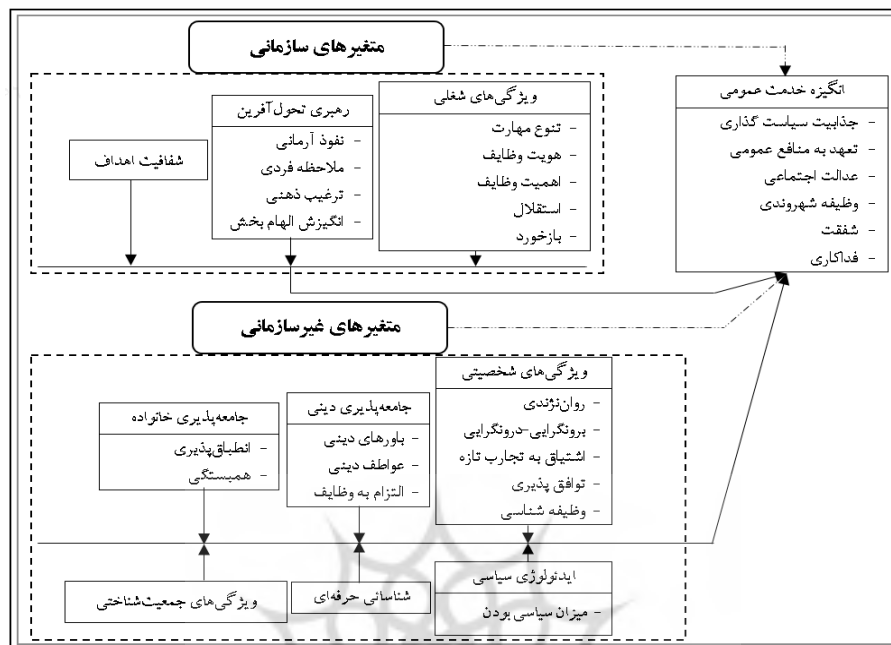 متغیرهای سازمانی
انگیزه خدمت عمومی
- جذابیت سیاست گذاری
- تعهد به منافع عمومی
- عدالت اجتماعی
- وظیفه شهروندی
- شفقت
- فداکاری
ویژگی‌های شغلی
- تنوع مهارت
- هویت وظایف
- اهمیت وظایف
- استقلال
- بازخورد
رهبری تحول‌آفرین
- نفوذ آرمانی
- ملاحظه فردی
- ترغیب ذهنی
- انگیزش الهام بخش
شفافیت اهداف
متغیرهای غیرسازمانی
ویژگی‌های شخصیتی
- روان‌نژندی
- برونگرایی-درونگرایی
- اشتیاق به تجارب تازه
- توافق پذیری
- وظیفه شناسی
جامعه‌پذیری دینی
- باورهای دینی
- عواطف دینی
- التزام به وظایف
جامعه‌پذیری خانواده
- انطباق‌پذیری
- همبستگی
ایدئولوژی سیاسی
- میزان سیاسی بودن
شناسائی حرفه‌ای
ویژگی‌های جمعیت‌شناختی